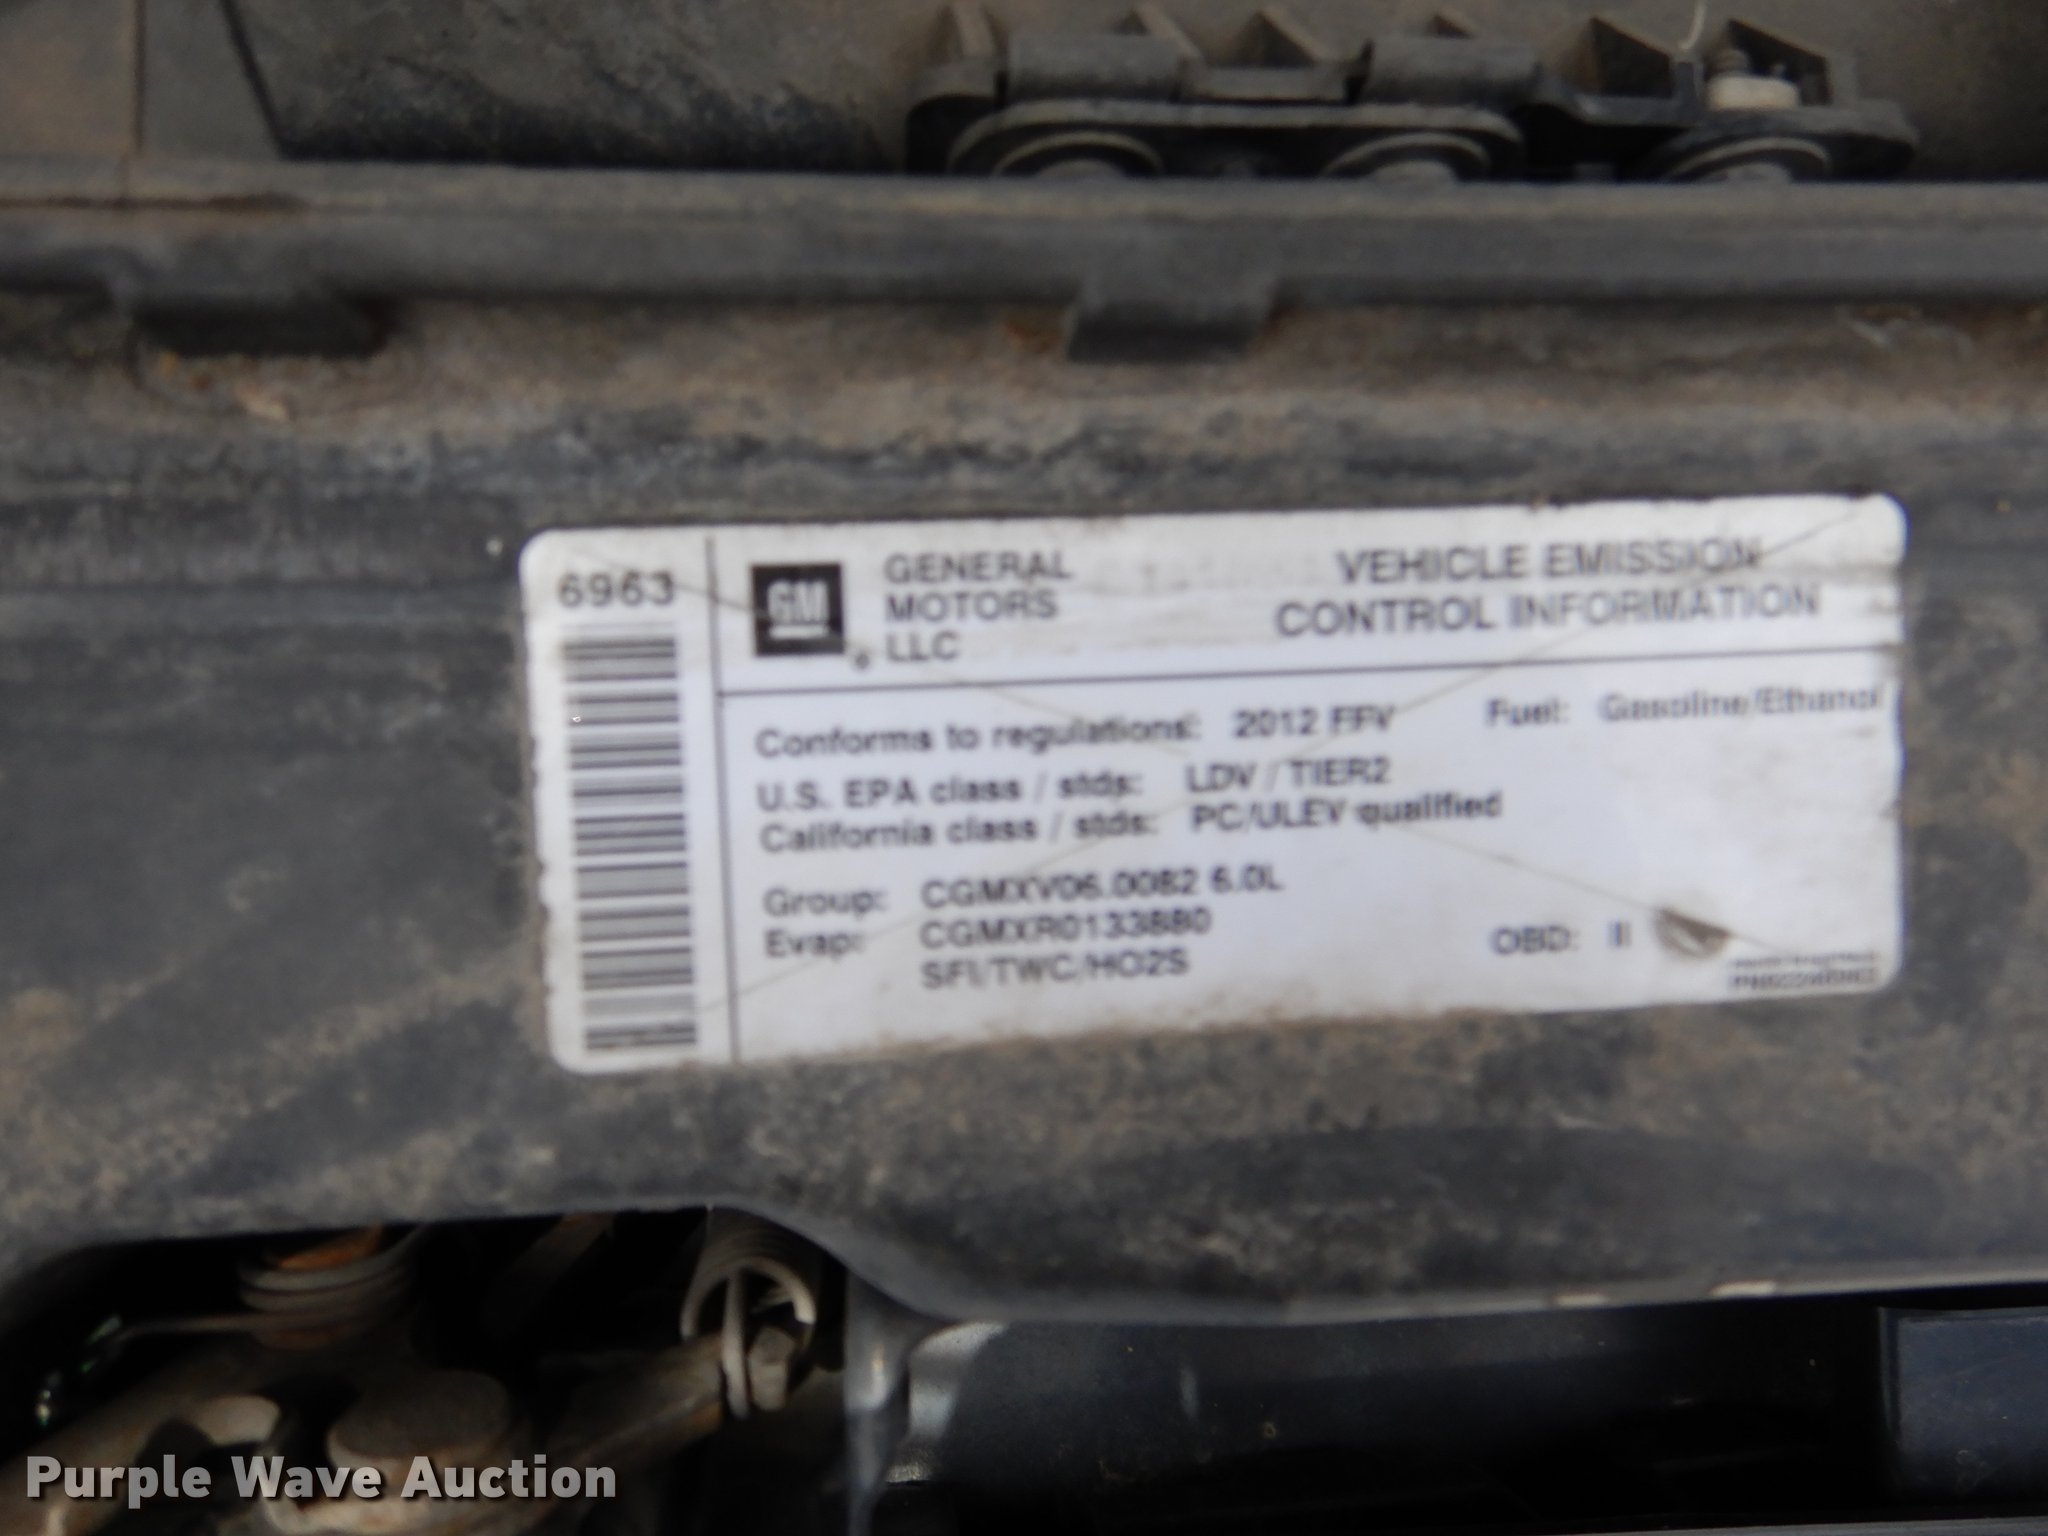 6963
GM
GENERAL
MOTORS
LLC
VEHICLE EMISSION
CONTROL INFORMATION
Conforms to regulations: 2012 FFV Fuel: Gasoline/Ethanol
U.S. EPA class / stds: LDV / TIER2
California class / stds: PC/ULEV qualified
Group: CGMXV06.0082 6.0L
Evap: CGMXR0133880
SFI/TWC/HO2S
OBD: II
Purple Wave Auction